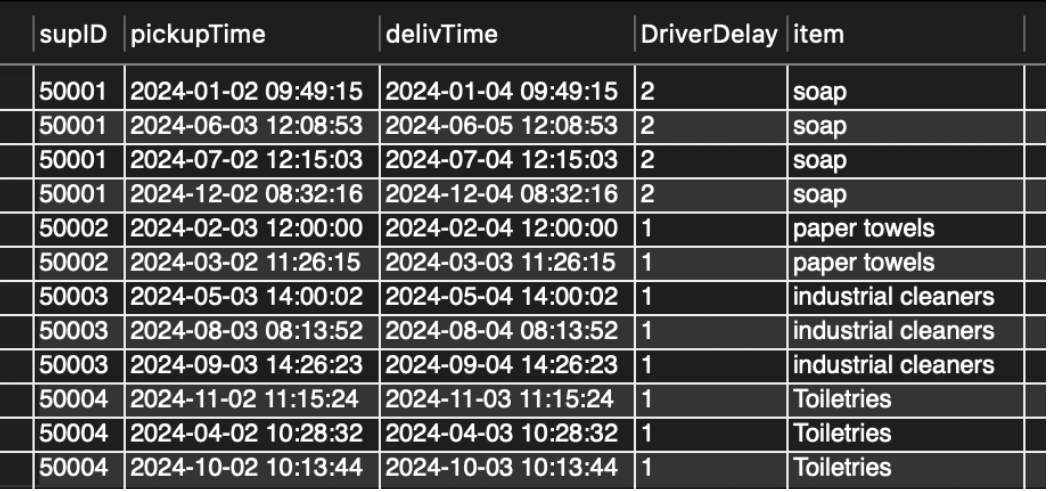 supID pickupTime delivTime DriverDelay item
50001 2024-01-02 09:49:15 2024-01-04 09:49:15 2 soap
50001 2024-06-03 12:08:53 2024-06-05 12:08:53 2 soap
50001 2024-07-02 12:15:03 2024-07-04 12:15:03 2 soap
50001 2024-12-02 08:32:16 2024-12-04 08:32:16 2 soap
50002 2024-02-03 12:00:00 2024-02-04 12:00:00 1 paper towels
50002 2024-03-02 11:26:15 2024-03-03 11:26:15 1 paper towels
50003 2024-05-03 14:00:02 2024-05-04 14:00:02 1 industrial cleaners
50003 2024-08-03 08:13:52 2024-08-04 08:13:52 1 industrial cleaners
50003 2024-09-03 14:26:23 2024-09-04 14:26:23 1 industrial cleaners
50004 2024-11-02 11:15:24 2024-11-03 11:15:24 1 Toiletries
50004 2024-04-02 10:28:32 2024-04-03 10:28:32 1 Toiletries
50004 2024-10-02 10:13:44 2024-10-03 10:13:44 1 Toiletries